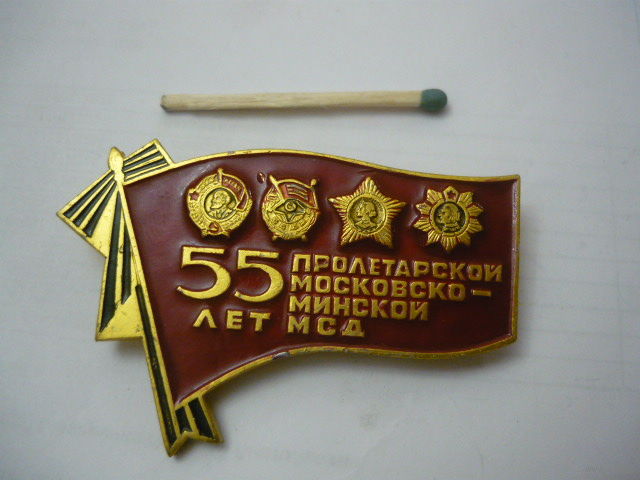 55 ПРОЛЕТАРСКОЙ
МОСКОВСКО-
ЛЕТ МИНСКОЙ
МСД